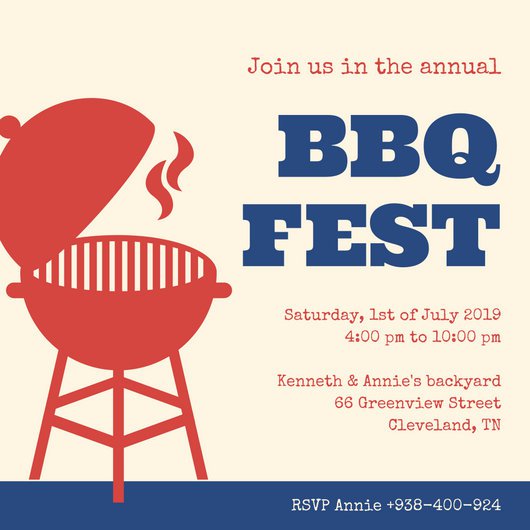 Join us in the annual
BBQ
FEST
Saturday, 1st of July 2019
4:00 pm to 10:00 pm
Kenneth & Annie's backyard
66 Greenview Street
Cleveland, TN
RSVP Annie +938-400-924